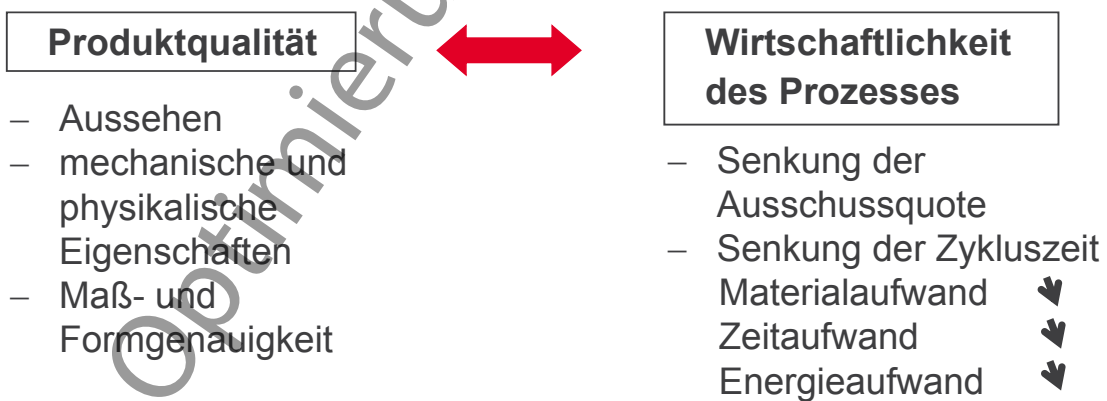 Produktqualität
– Aussehen
– mechanische und
physikalische
Eigenschaften
– Maß- und
Formgenauigkeit
Wirtschaftlichkeit
des Prozesses
– Senkung der
Ausschussquote
– Senkung der Zykluszeit
Materialaufwand
Zeitaufwand
Energieaufwand
Optimieru